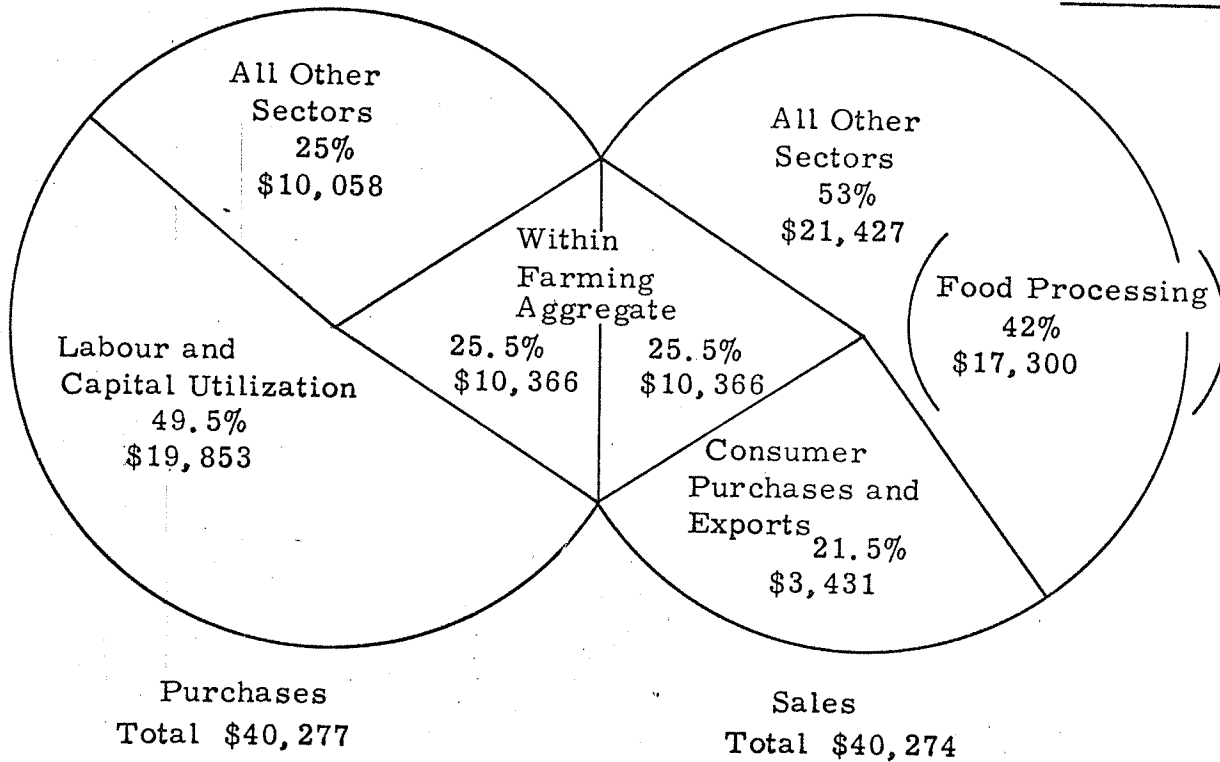 All Other
Sectors
25%
$10,058
Labour and
Capital Utilization
49.5%
$19,853
Within
Farming
Aggregate
25.5%
$10,366
25.5%
$10,366
All Other
Sectors
53%
$21,427
Food Processing
42%
$17,300
Consumer
Purchases and
Exports
21.5%
$3,431
Purchases
Total $40,277
Sales
Total $40,274